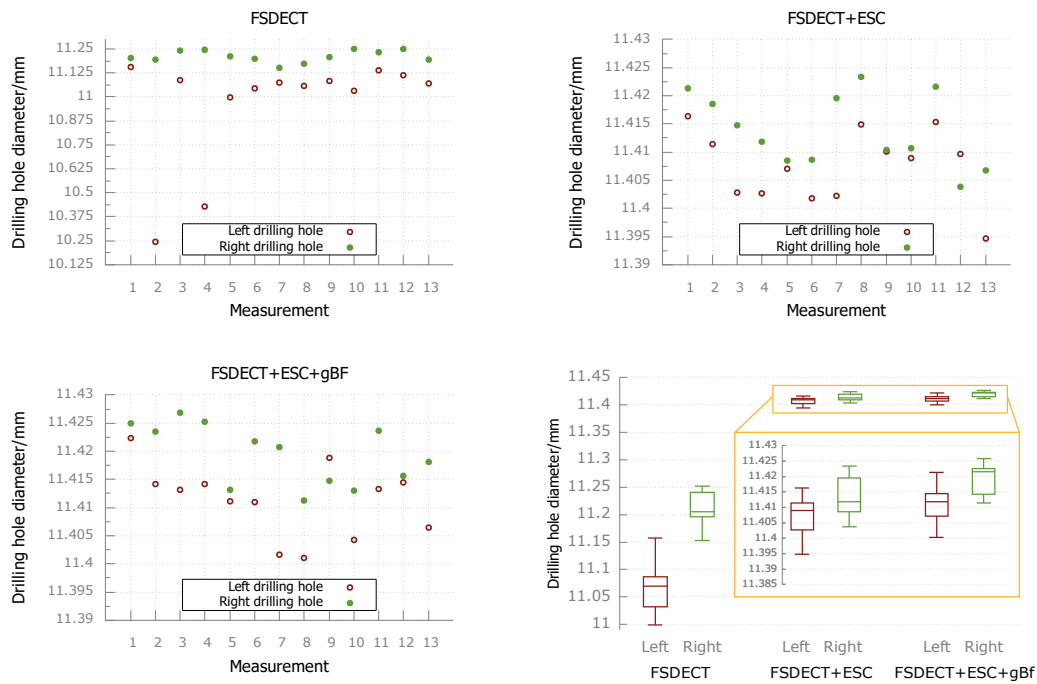 FSDECT
11.25
11.125
11
10.875
10.75
10.625
10.5
10.375
10.25
10.125
Drilling hole diameter/mm
Left drilling hole
Right drilling hole
1 2 3 4 5 6 7 8 9 10 11 12 13
Measurement
FSDECT+ESC
11.43
11.425
11.42
11.415
11.41
11.405
11.4
11.395
11.39
Drilling hole diameter/mm
Left drilling hole
Right drilling hole
1 2 3 4 5 6 7 8 9 10 11 12 13
Measurement
FSDECT+ESC+gBF
11.43
11.425
11.42
11.415
11.41
11.405
11.4
11.395
11.39
Drilling hole diameter/mm
Left drilling hole
Right drilling hole
1 2 3 4 5 6 7 8 9 10 11 12 13
Measurement
11.45
11.4
11.35
11.3
11.25
11.2
11.15
11.1
11.05
11
Drilling hole diameter/mm
11.43
11.425
11.42
11.415
11.41
11.405
11.4
11.395
11.39
11.385
Left Right Left Right Left Right
FSDECT FSDECT+ESC FSDECT+ESC+gBf